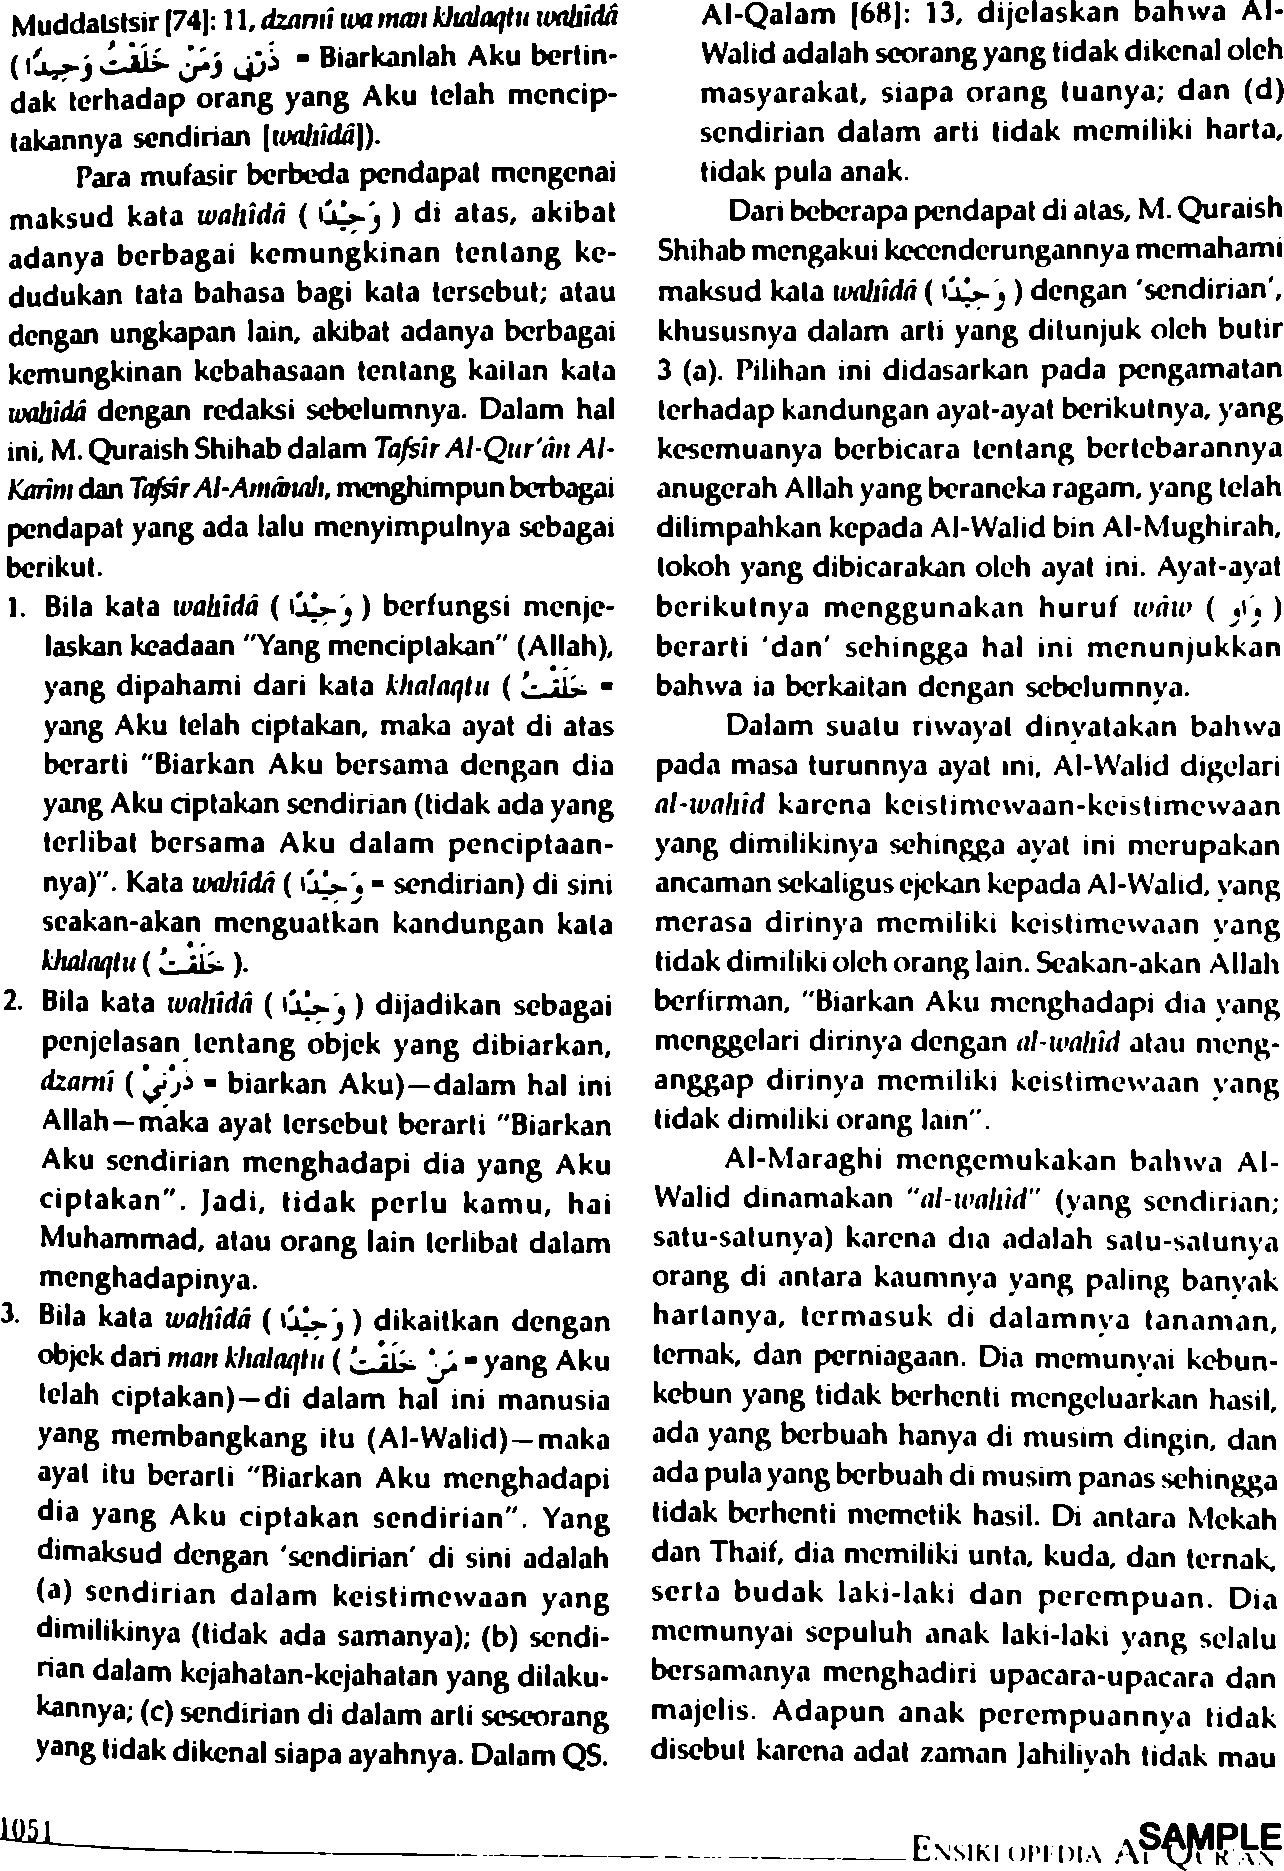 Muddatstsir [74]: 11, dzarnî wa man khalaqtu wahîdâ
(ذَرْنِي وَمَنْ خَلَقْتُ وَحِيدًا = Biarkanlah Aku bertin-
dak terhadap orang yang Aku telah mencip-
takannya sendirian [wahîdâ]).
Para mufasir berbeda pendapat mengenai
maksud kata wahîdâ ( وَحِيْدًا ) di atas, akibat
adanya berbagai kemungkinan tentang ke-
dudukan tata bahasa bagi kata tersebut; atau
dengan ungkapan lain, akibat adanya berbagai
kemungkinan kebahasaan tentang kaitan kata
wahîdâ dengan redaksi sebelumnya. Dalam hal
ini, M. Quraish Shihab dalam Tafsîr Al-Qur'ân Al-
Karîm dan Tafsîr Al-Amânah, menghimpun berbagai
pendapat yang ada lalu menyimpulnya sebagai
berikut.
1. Bila kata wahîdâ ( وَحِيْدًا ) berfungsi menje-
laskan keadaan "Yang menciptakan" (Allah),
yang dipahami dari kata khalaqtu ( خَلَقْتُ =
yang Aku telah ciptakan, maka ayat di atas
berarti "Biarkan Aku bersama dengan dia
yang Aku ciptakan sendirian (tidak ada yang
terlibat bersama Aku dalam penciptaan-
nya)". Kata wahîdâ ( وَحِيْدًا = sendirian) di sini
seakan-akan menguatkan kandungan kata
khalaqtu ( خَلَقْتُ ).
2. Bila kata wahîdâ ( وَحِيْدًا ) dijadikan sebagai
penjelasan tentang objek yang dibiarkan,
dzarnî ( ذَرْنِيْ = biarkan Aku)—dalam hal ini
Allah—maka ayat tersebut berarti "Biarkan
Aku sendirian menghadapi dia yang Aku
ciptakan". Jadi, tidak perlu kamu, hai
Muhammad, atau orang lain terlibat dalam
menghadapinya.
3. Bila kata wahîdâ ( وَحِيْدًا ) dikaitkan dengan
objek dari man khalaqtu ( مَنْ خَلَقْتُ = yang Aku
telah ciptakan)—di dalam hal ini manusia
yang membangkang itu (Al-Walid)—maka
ayat itu berarti "Biarkan Aku menghadapi
dia yang Aku ciptakan sendirian". Yang
dimaksud dengan 'sendirian' di sini adalah
(a) sendirian dalam keistimewaan yang
dimilikinya (tidak ada samanya); (b) sendi-
rian dalam kejahatan-kejahatan yang dilaku-
kannya; (c) sendirian di dalam arti seseorang
yang tidak dikenal siapa ayahnya. Dalam QS.
Al-Qalam [68]: 13, dijelaskan bahwa Al-
Walid adalah seorang yang tidak dikenal oleh
masyarakat, siapa orang tuanya; dan (d)
sendirian dalam arti tidak memiliki harta,
tidak pula anak.
Dari beberapa pendapat di atas, M. Quraish
Shihab mengakui kecenderungannya memahami
maksud kata wahîdâ ( وَحِيْدًا ) dengan 'sendirian',
khususnya dalam arti yang ditunjuk oleh butir
3 (a). Pilihan ini didasarkan pada pengamatan
terhadap kandungan ayat-ayat berikutnya, yang
kesemuanya berbicara tentang bertebarannya
anugerah Allah yang beraneka ragam, yang telah
dilimpahkan kepada Al-Walid bin Al-Mughirah,
tokoh yang dibicarakan oleh ayat ini. Ayat-ayat
berikutnya menggunakan huruf wâw ( وَاو )
berarti 'dan' sehingga hal ini menunjukkan
bahwa ia berkaitan dengan sebelumnya.
Dalam suatu riwayat dinyatakan bahwa
pada masa turunnya ayat ini, Al-Walid digelari
al-wahîd karena keistimewaan-keistimewaan
yang dimilikinya sehingga ayat ini merupakan
ancaman sekaligus ejekan kepada Al-Walid, yang
merasa dirinya memiliki keistimewaan yang
tidak dimiliki oleh orang lain. Seakan-akan Allah
berfirman, "Biarkan Aku menghadapi dia yang
menggelari dirinya dengan al-wahîd atau meng-
anggap dirinya memiliki keistimewaan yang
tidak dimiliki orang lain".
Al-Maraghi mengemukakan bahwa Al-
Walid dinamakan "al-wahîd" (yang sendirian;
satu-satunya) karena dia adalah satu-satunya
orang di antara kaumnya yang paling banyak
hartanya, termasuk di dalamnya tanaman,
ternak, dan perniagaan. Dia mempunyai kebun-
kebun yang tidak berhenti mengeluarkan hasil,
ada yang berbuah hanya di musim dingin, dan
ada pula yang berbuah di musim panas sehingga
tidak berhenti memetik hasil. Di antara Mekah
dan Thaif, dia memiliki unta, kuda, dan ternak,
serta budak laki-laki dan perempuan. Dia
memunyai sepuluh anak laki-laki yang selalu
bersamanya menghadiri upacara-upacara dan
majelis. Adapun anak perempuannya tidak
disebut karena adat zaman Jahiliyah tidak mau
1051
ENSIKLOPEDIA AL-QUR'AN
SAMPLE